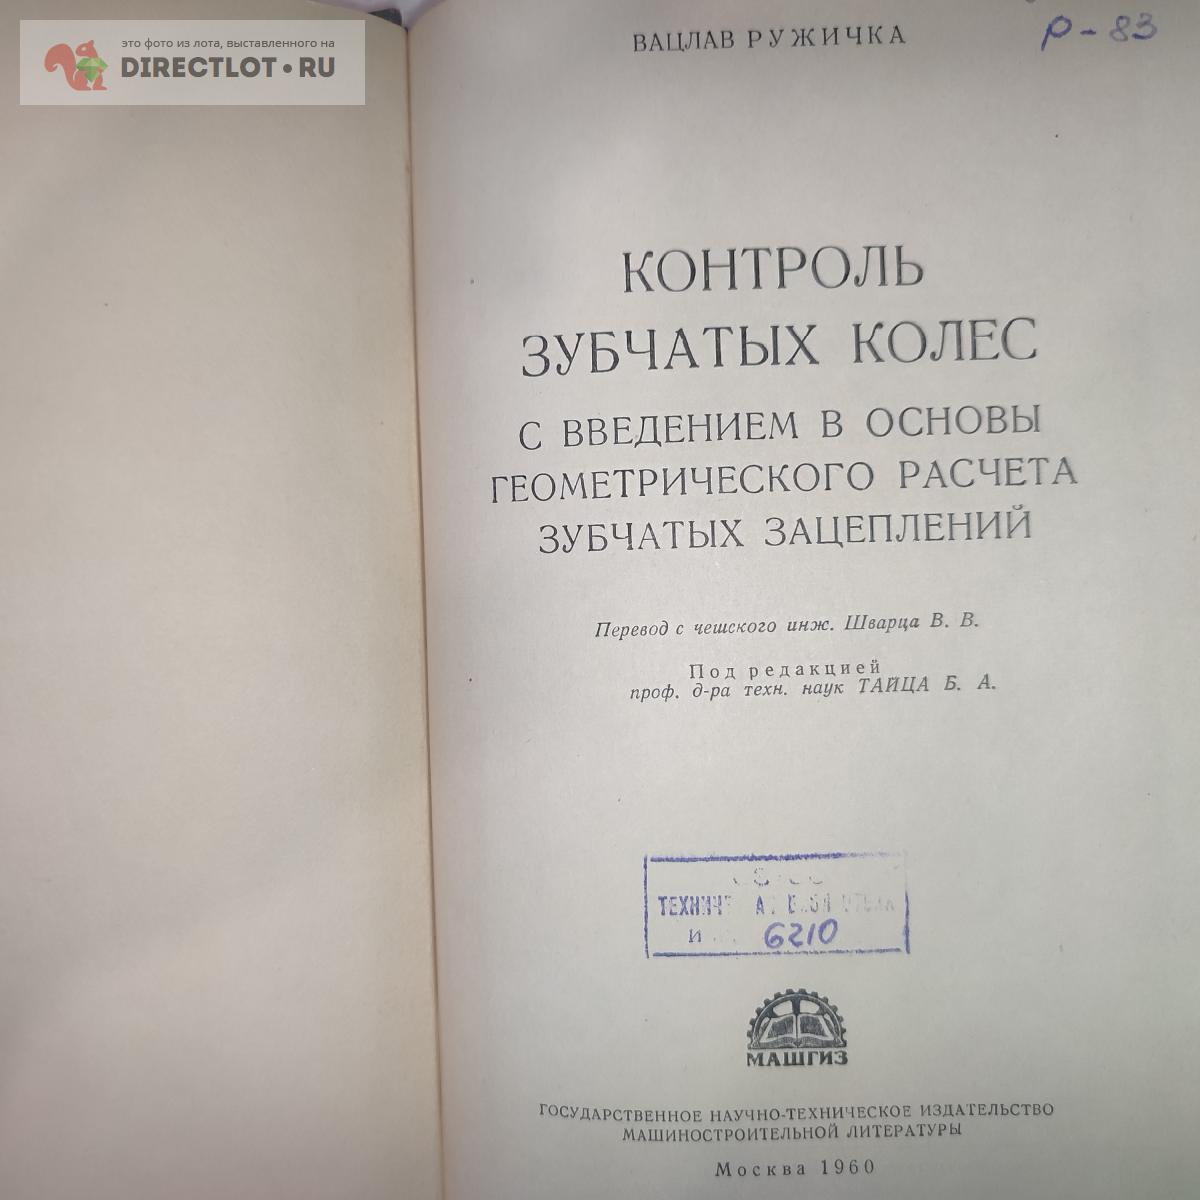 это фото из лота, выставленного на
DIRECTLOT.RU
ВАЦЛАВ РУЖИЧКА
Р-83
КОНТРОЛЬ
ЗУБЧАТЫХ КОЛЕС
С ВВЕДЕНИЕМ В ОСНОВЫ
ГЕОМЕТРИЧЕСКОГО РАСЧЕТА
ЗУБЧАТЫХ ЗАЦЕПЛЕНИЙ
Перевод с чешского инж. Шварца В. В.
Под редакцией
проф. д-ра техн. наук ТАЙЦА Б. А.
6210
МАШГИЗ
ГОСУДАРСТВЕННОЕ НАУЧНО-ТЕХНИЧЕСКОЕ ИЗДАТЕЛЬСТВО
МАШИНОСТРОИТЕЛЬНОЙ ЛИТЕРАТУРЫ
Москва 1960